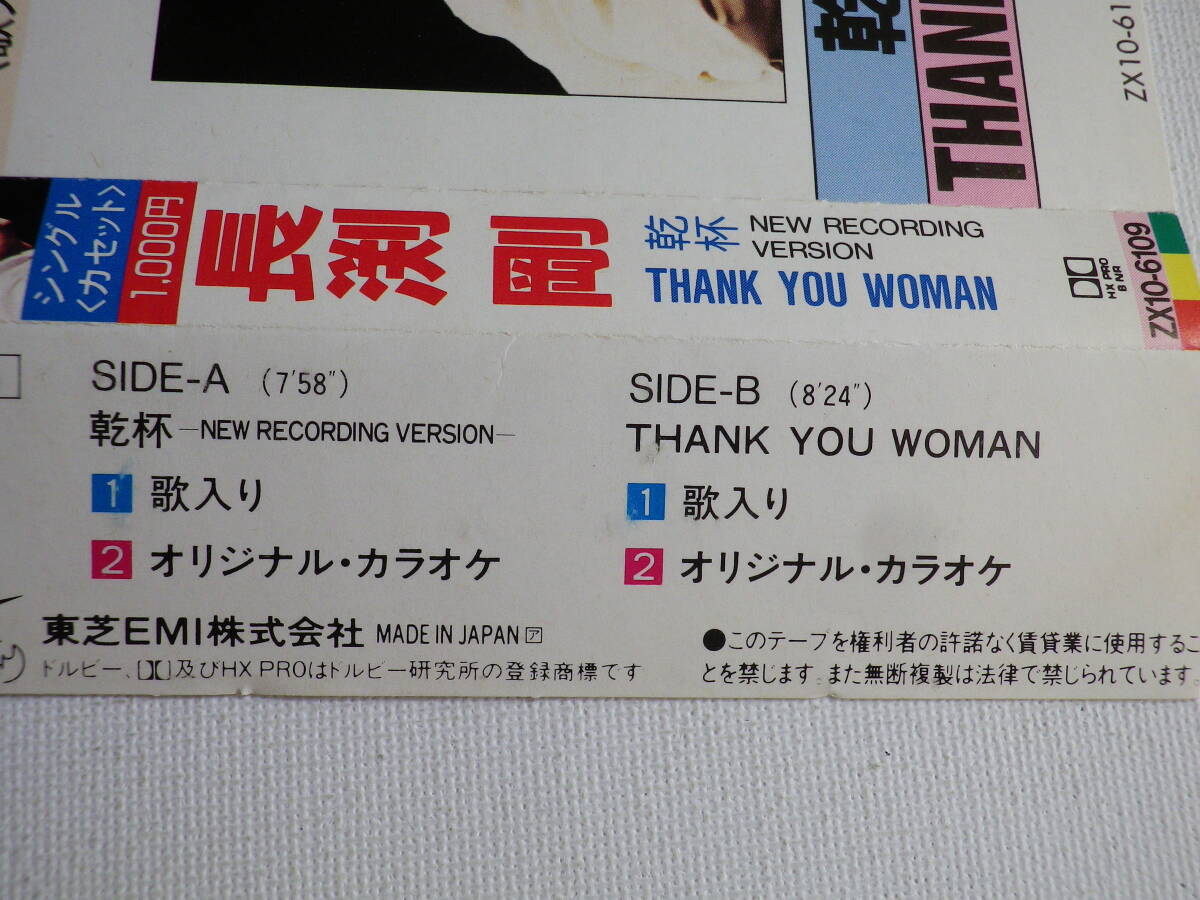 乾
THANK
ZX10-61
シングル
〈カセット〉
1,000円
長渕 剛
乾杯 NEW RECORDING
VERSION
THANK YOU WOMAN
HX PRO
B NR
ZX10-6109
SIDE-A (7'58")
乾杯 —NEW RECORDING VERSION—
1 歌入り
2 オリジナル・カラオケ
SIDE-B (8'24")
THANK YOU WOMAN
1 歌入り
2 オリジナル・カラオケ
東芝EMI株式会社 MADE IN JAPAN ア
ドルビー、及びHX PROはドルビー研究所の登録商標です
●このテープを権利者の許諾なく賃貸業に使用するこ
とを禁じます。また無断複製は法律で禁じられています。